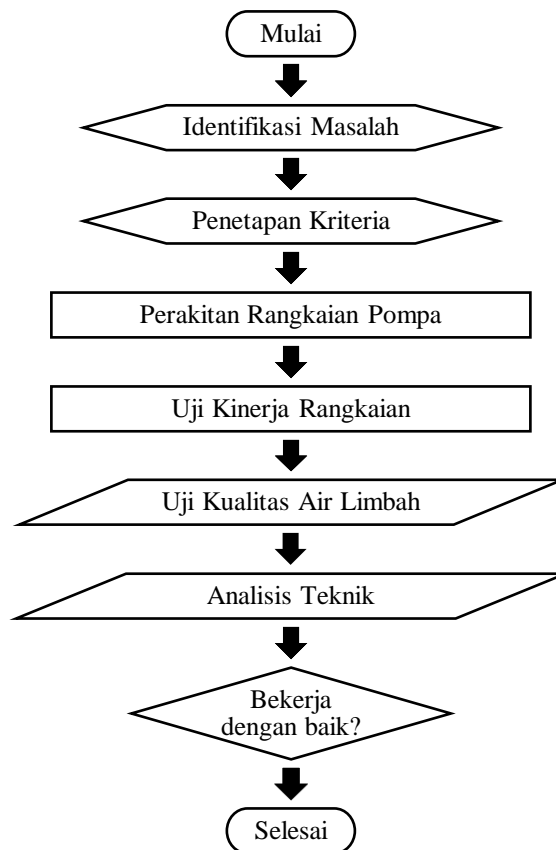 Mulai
Identifikasi Masalah
Penetapan Kriteria
Perakitan Rangkaian Pompa
Uji Kinerja Rangkaian
Uji Kualitas Air Limbah
Analisis Teknik
Bekerja
dengan baik?
Selesai